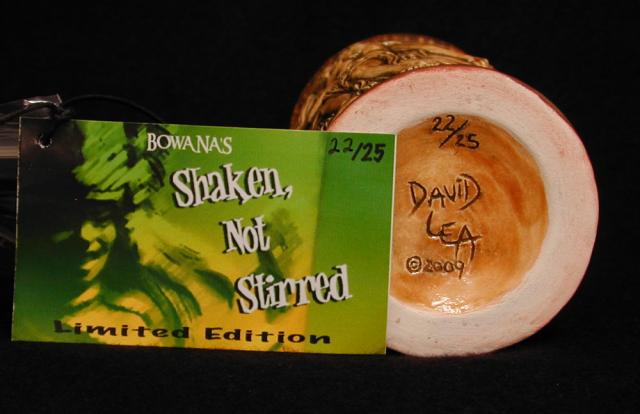 BOWANA'S
22/25
Shaken,
Not
Stirred
Limited Edition
22/25
DAVID
LEA
©2009